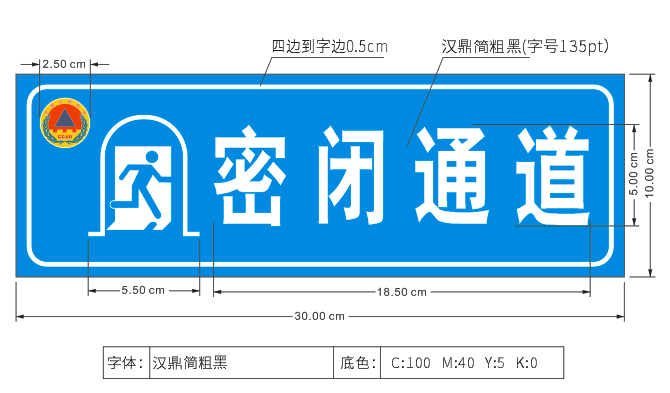 四边到字边0.5cm
汉鼎简粗黑(字号135pt)
2.50 cm
CCAD
密闭通道
5.00 cm
10.00 cm
5.50 cm
18.50 cm
30.00 cm
字体: 汉鼎简粗黑 底色: C:100 M:40 Y:5 K:0